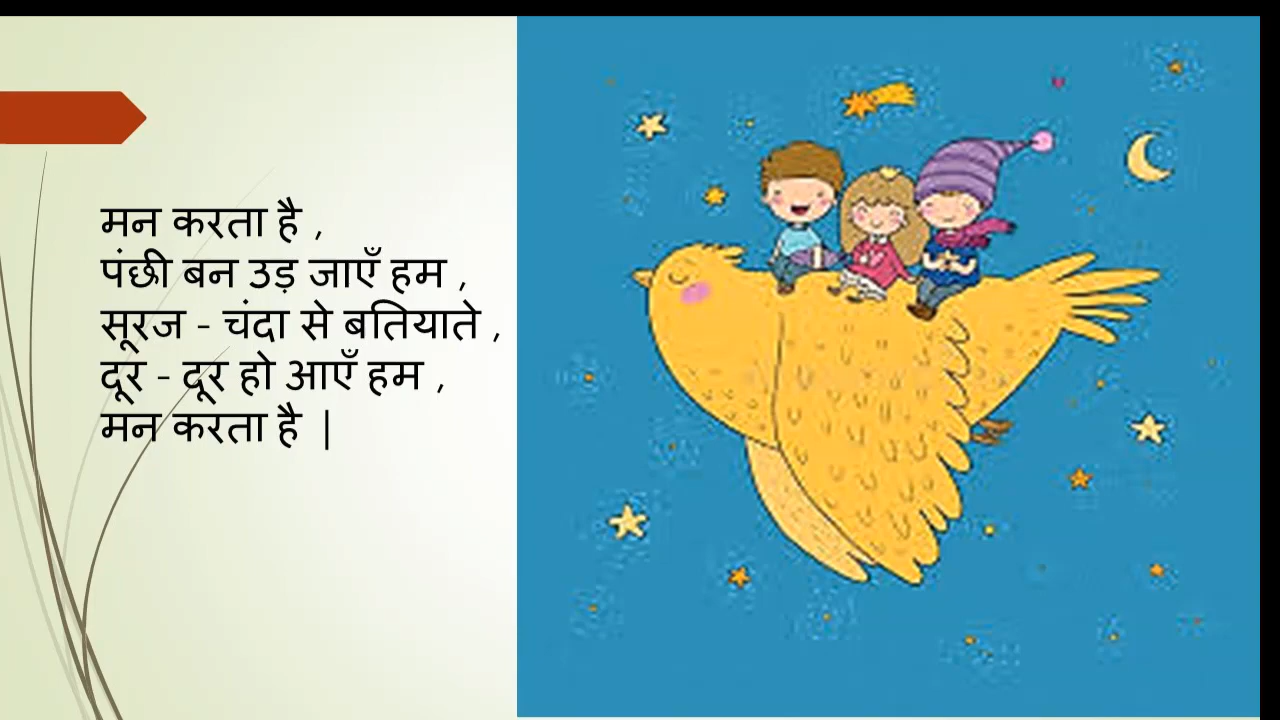 मन करता है ,
पंछी बन उड़ जाएँ हम ,
सूरज - चंदा से बतियाते ,
दूर - दूर हो आएँ हम ,
मन करता है |